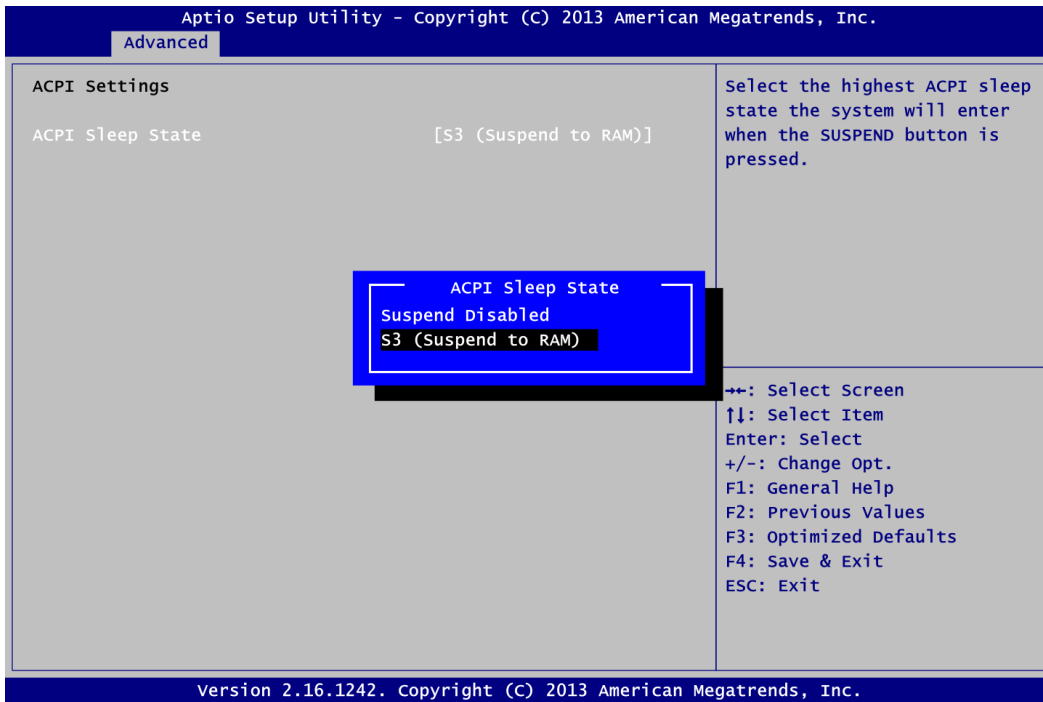 Aptio Setup Utility – Copyright (C) 2013 American Megatrends, Inc.
Advanced
ACPI Settings
ACPI Sleep State [S3 (Suspend to RAM)]
Select the highest ACPI sleep
state the system will enter
when the SUSPEND button is
pressed.
ACPI Sleep State
Suspend Disabled
S3 (Suspend to RAM)
→←: Select Screen
↑↓: Select Item
Enter: Select
+/-: Change Opt.
F1: General Help
F2: Previous Values
F3: Optimized Defaults
F4: Save & Exit
ESC: Exit
Version 2.16.1242. Copyright (C) 2013 American Megatrends, Inc.